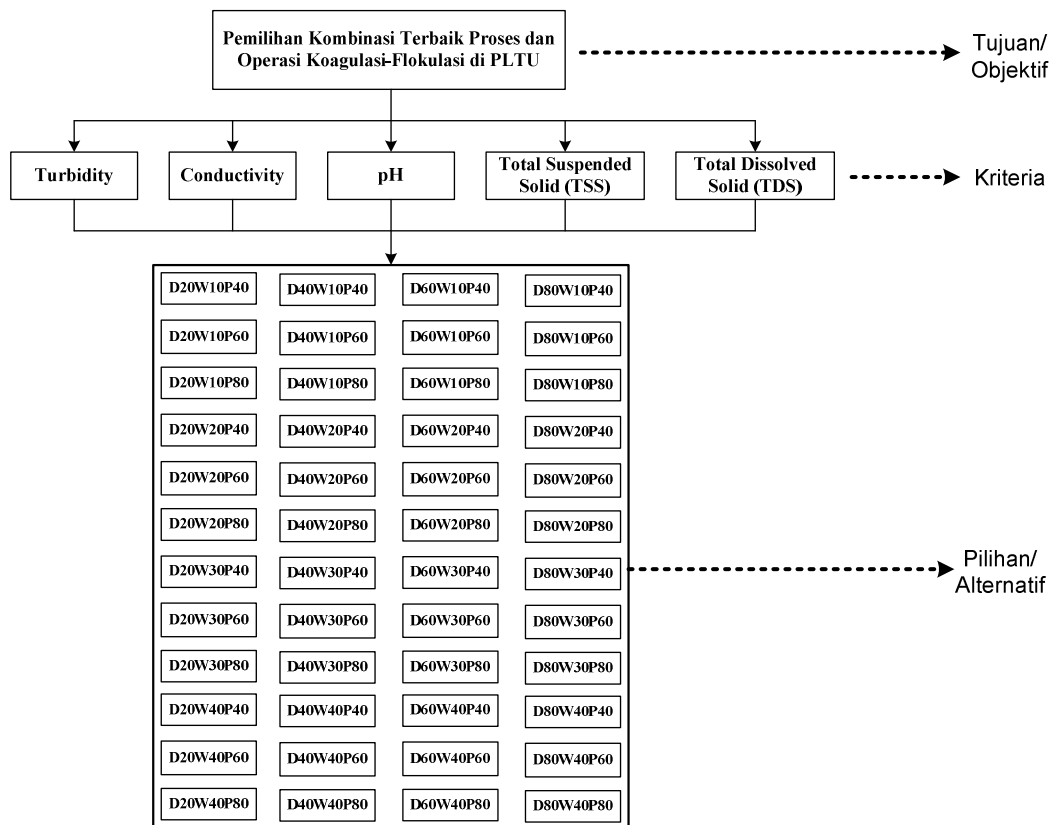 Pemilihan Kombinasi Terbaik Proses dan
Operasi Koagulasi-Flokulasi di PLTU
Tujuan/
Objektif
Turbidity
Conductivity
pH
Total Suspended
Solid (TSS)
Total Dissolved
Solid (TDS)
Kriteria
D20W10P40 D40W10P40 D60W10P40 D80W10P40
D20W10P60 D40W10P60 D60W10P60 D80W10P60
D20W10P80 D40W10P80 D60W10P80 D80W10P80
D20W20P40 D40W20P40 D60W20P40 D80W20P40
D20W20P60 D40W20P60 D60W20P60 D80W20P60
D20W20P80 D40W20P80 D60W20P80 D80W20P80
D20W30P40 D40W30P40 D60W30P40 D80W30P40
Pilihan/
Alternatif
D20W30P60 D40W30P60 D60W30P60 D80W30P60
D20W30P80 D40W30P80 D60W30P80 D80W30P80
D20W40P40 D40W40P40 D60W40P40 D80W40P40
D20W40P60 D40W40P60 D60W40P60 D80W40P60
D20W40P80 D40W40P80 D60W40P80 D80W40P80